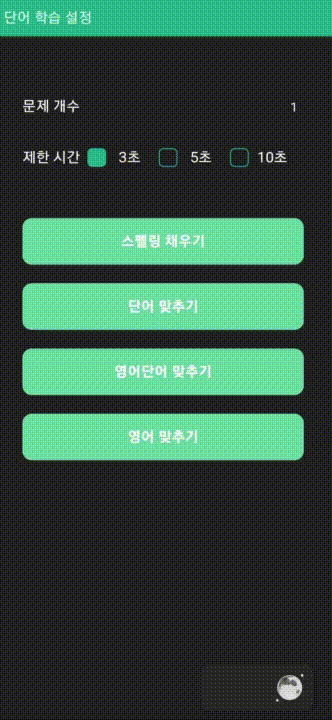 단어 학습 설정
문제 개수 1
제한 시간 3초 5초 10초
스펠링 채우기
단어 맞추기
영어단어 맞추기
영어 맞추기